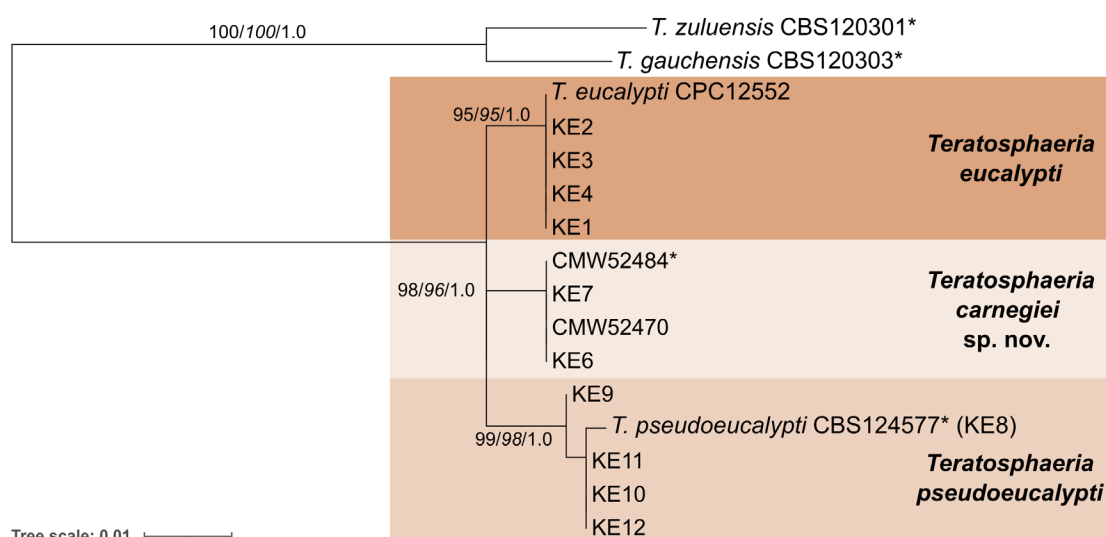 100/100/1.0
T. zuluensis CBS120301*
T. gauchensis CBS120303*
T. eucalypti CPC12552
95/95/1.0
KE2
KE3
KE4
KE1
Teratosphaeria
eucalypti
CMW52484*
KE7
CMW52470
KE6
98/96/1.0
Teratosphaeria
carnegiei
sp. nov.
KE9
T. pseudoeucalypti CBS124577* (KE8)
99/98/1.0
KE11
KE10
KE12
Teratosphaeria
pseudoeucalypti
Tree scale: 0.01